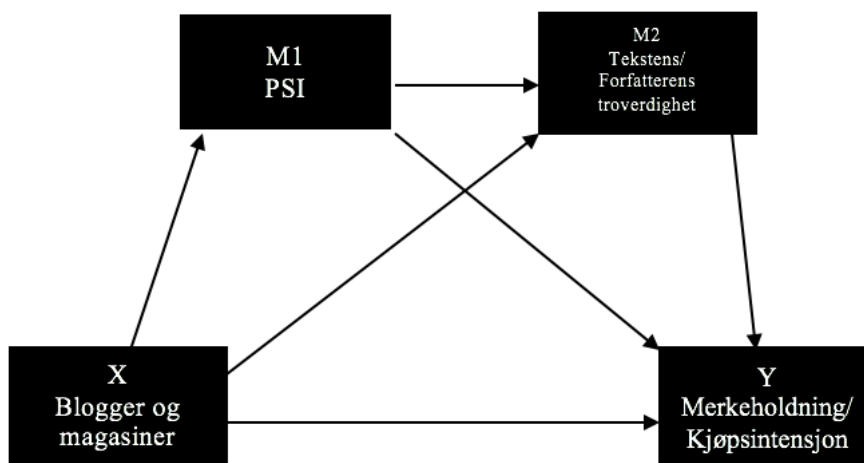 M1
PSI
M2
Tekstens/
Forfatterens
troverdighet
X
Blogger og
magasiner
Y
Merkeholdning/
Kjøpsintensjon